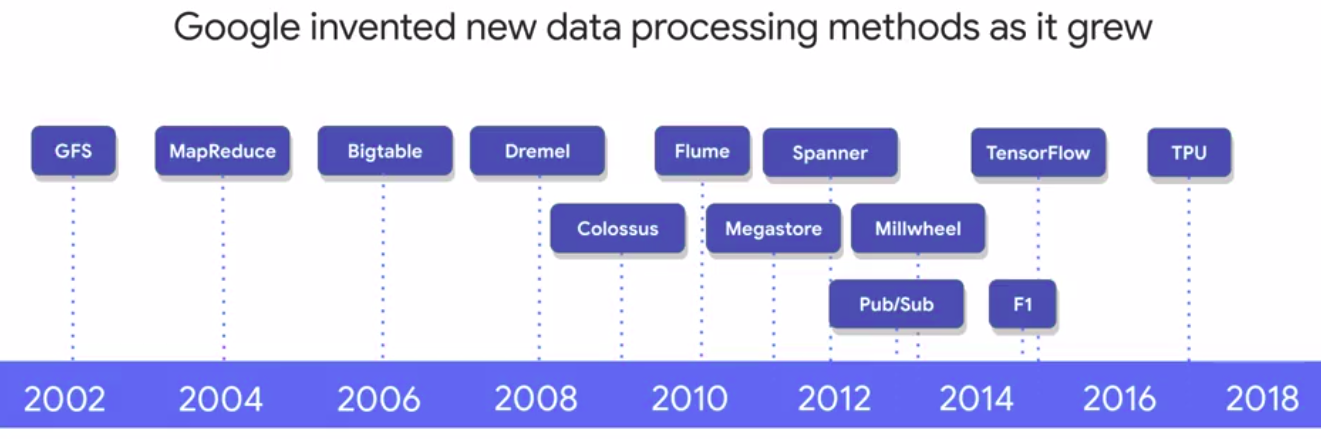 Google invented new data processing methods as it grew
GFS MapReduce Bigtable Dremel Flume Spanner TensorFlow TPU
Colossus Megastore Millwheel
Pub/Sub F1
2002 2004 2006 2008 2010 2012 2014 2016 2018